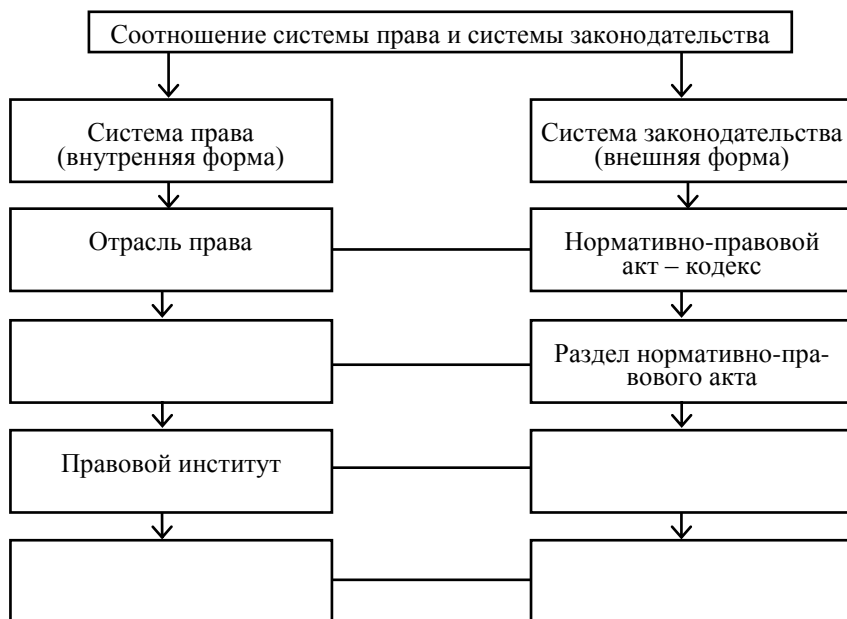 Соотношение системы права и системы законодательства
Система права
(внутренняя форма)
Система законодательства
(внешняя форма)
Отрасль права
Нормативно-правовой
акт – кодекс
Раздел нормативно-пра-
вового акта
Правовой институт